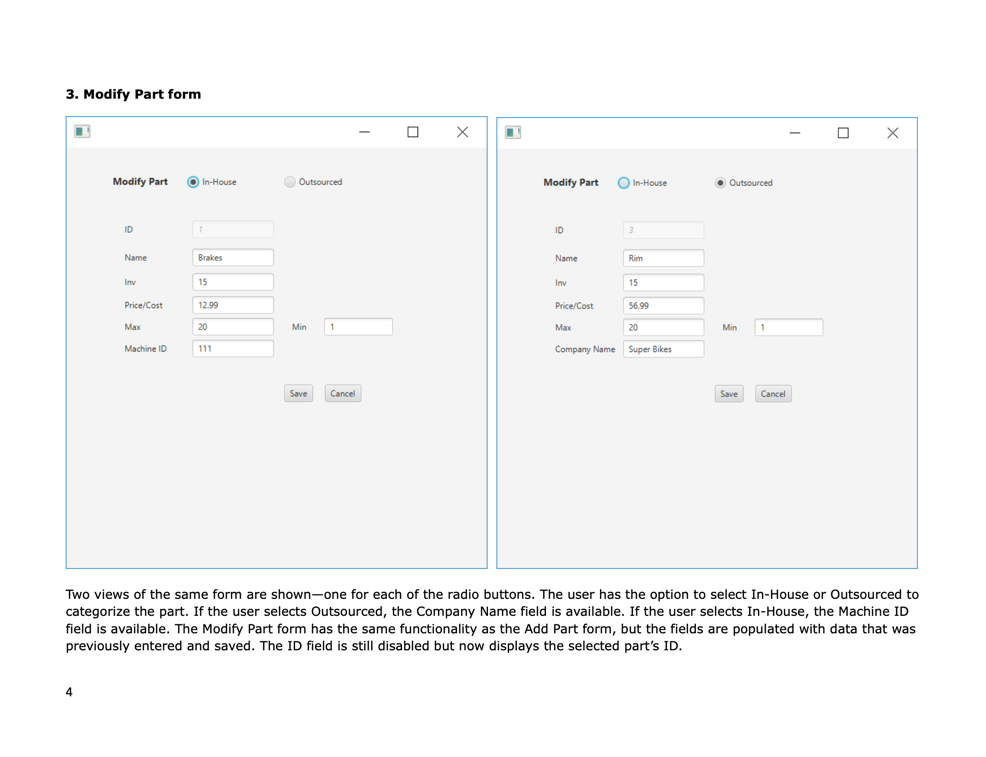 3. Modify Part form
Modify Part In-House Outsourced
ID 1
Name Brakes
Inv 15
Price/Cost 12.99
Max 20 Min 1
Machine ID 111
Save Cancel
Modify Part In-House Outsourced
ID 3
Name Rim
Inv 15
Price/Cost 56.99
Max 20 Min 1
Company Name Super Bikes
Save Cancel
Two views of the same form are shown—one for each of the radio buttons. The user has the option to select In-House or Outsourced to
categorize the part. If the user selects Outsourced, the Company Name field is available. If the user selects In-House, the Machine ID
field is available. The Modify Part form has the same functionality as the Add Part form, but the fields are populated with data that was
previously entered and saved. The ID field is still disabled but now displays the selected part’s ID.
4